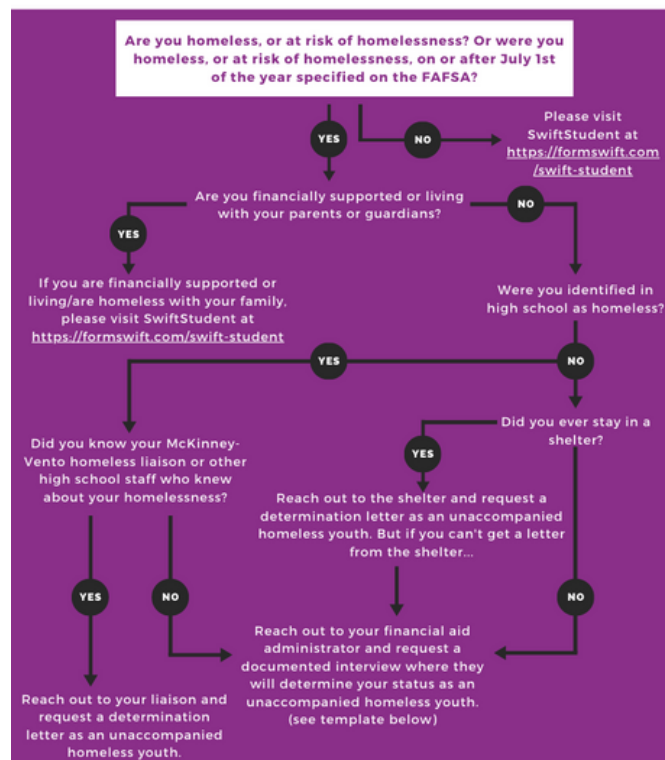 Are you homeless, or at risk of homelessness? Or were you
homeless, or at risk of homelessness, on or after July 1st
of the year specified on the FAFSA?
YES
NO
Please visit
SwiftStudent at
https://formswift.com
/swift-student
Are you financially supported or living
with your parents or guardians?
NO
YES
If you are financially supported or
living/are homeless with your family,
please visit SwiftStudent at
https://formswift.com/swift-student
Were you identified in
high school as homeless?
YES
NO
Did you know your McKinney-
Vento homeless liaison or other
high school staff who knew
about your homelessness?
Did you ever stay in a
shelter?
YES
Reach out to the shelter and request a
determination letter as an unaccompanied
homeless youth. But if you can't get a letter
from the shelter...
YES
NO
NO
Reach out to your financial aid
administrator and request a
documented interview where they
will determine your status as an
unaccompanied homeless youth.
(see template below)
Reach out to your liaison and
request a determination
letter as an unaccompanied
homeless youth.